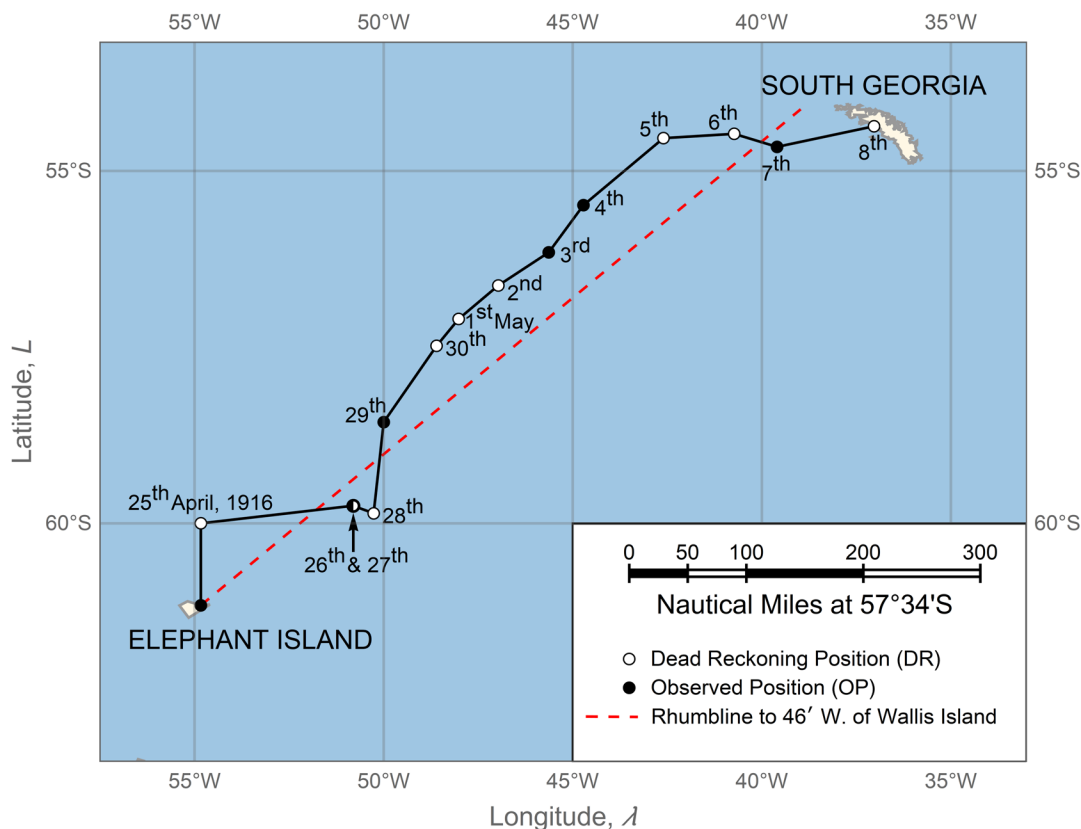 55°W 50°W 45°W 40°W 35°W
SOUTH GEORGIA
5th
6th
7th
8th
55°S
55°S
4th
3rd
2nd
1st May
30th
29th
25th April, 1916
28th
26th & 27th
60°S
60°S
ELEPHANT ISLAND
0 50 100 200 300
Nautical Miles at 57°34'S
Dead Reckoning Position (DR)
Observed Position (OP)
Rhumbline to 46′ W. of Wallis Island
55°W 50°W 45°W 40°W 35°W
Longitude, λ
Latitude, L